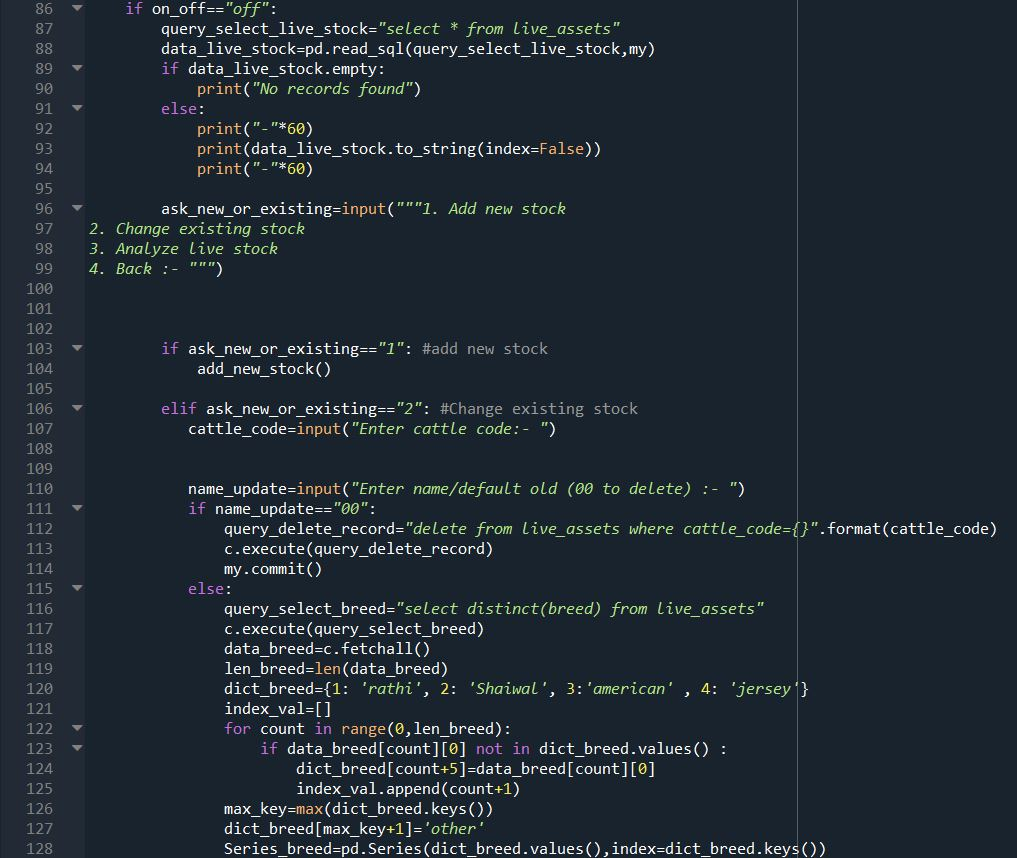 86 if on_off=="off":
87 query_select_live_stock="select * from live_assets"
88 data_live_stock=pd.read_sql(query_select_live_stock,my)
89 if data_live_stock.empty:
90 print("No records found")
91 else:
92 print("-"*60)
93 print(data_live_stock.to_string(index=False))
94 print("-"*60)
95
96 ask_new_or_existing=input("""1. Add new stock
97 2. Change existing stock
98 3. Analyze live stock
99 4. Back :- """)
100
101
102
103 if ask_new_or_existing=="1": #add new stock
104 add_new_stock()
105
106 elif ask_new_or_existing=="2": #Change existing stock
107 cattle_code=input("Enter cattle code:- ")
108
109
110 name_update=input("Enter name/default old (00 to delete) :- ")
111 if name_update=="00":
112 query_delete_record="delete from live_assets where cattle_code={}".format(cattle_code)
113 c.execute(query_delete_record)
114 my.commit()
115 else:
116 query_select_breed="select distinct(breed) from live_assets"
117 c.execute(query_select_breed)
118 data_breed=c.fetchall()
119 len_breed=len(data_breed)
120 dict_breed={1: 'rathi', 2: 'Shaiwal', 3:'american' , 4: 'jersey'}
121 index_val=[]
122 for count in range(0,len_breed):
123 if data_breed[count][0] not in dict_breed.values() :
124 dict_breed[count+5]=data_breed[count][0]
125 index_val.append(count+1)
126 max_key=max(dict_breed.keys())
127 dict_breed[max_key+1]='other'
128 Series_breed=pd.Series(dict_breed.values(),index=dict_breed.keys())